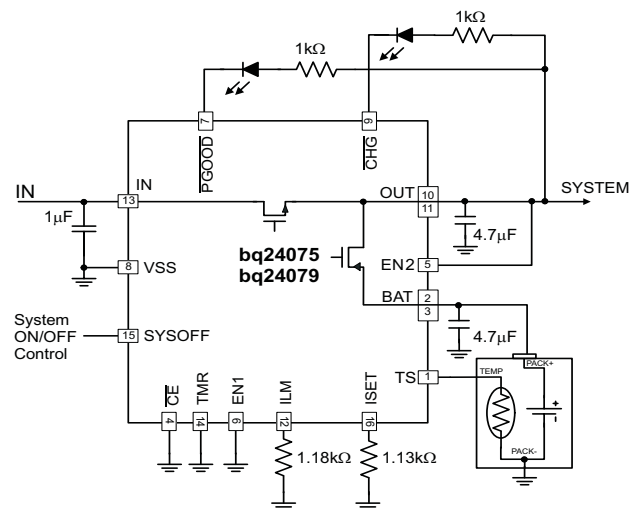 1kΩ
1kΩ
7
9
PGOOD
CHG
IN
IN
13
OUT
10
11
SYSTEM
1μF
4.7μF
bq24075
bq24079
EN2
5
8
VSS
BAT
2
3
System
ON/OFF
Control
15
SYSOFF
4.7μF
PACK+
TS
1
TEMP
+
-
CE
TMR
EN1
ILM
ISET
4
14
6
12
16
PACK-
1.18kΩ
1.13kΩ